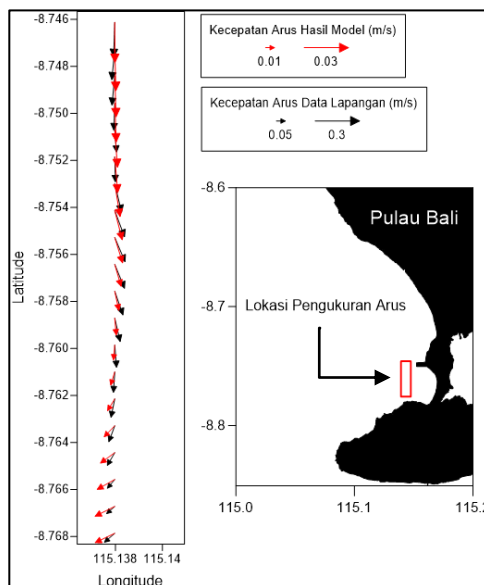 Kecepatan Arus Hasil Model (m/s)
0.01 0.03
Kecepatan Arus Data Lapangan (m/s)
0.05 0.3
-8.746
-8.750
-8.752
-8.754
-8.756
-8.758
-8.760
-8.762
-8.764
-8.766
-8.768
Latitude
115.138 115.14
Longitude
-8.6
-8.7
-8.8
Pulau Bali
Lokasi Pengukuran Arus
115.0 115.1 115.2